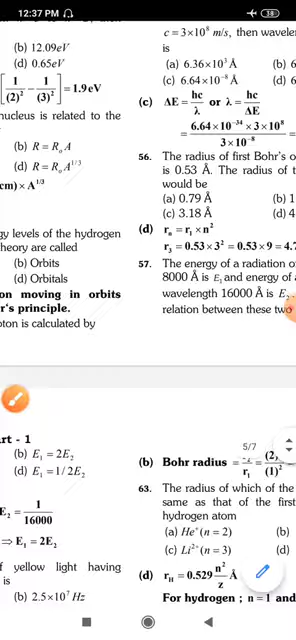 12:37 PM
38
(b) 12.09eV
(d) 0.65eV
[1/(2)² - 1/(3)²] = 1.9 eV
nucleus is related to the
(b) R = R₀A
(d) R = R₀A^1/3
cm) × A^1/3
gy levels of the hydrogen
heory are called
(b) Orbits
(d) Orbitals
on moving in orbits
r's principle.
oton is calculated by
c = 3×10⁸ m/s, then wavele
is
(a) 6.36×10³ Å
(b) 6
(c) 6.64×10⁻⁸ Å
(d) 6
(c) ΔE = hc/λ or λ = hc/ΔE
= 6.64×10⁻³⁴ × 3×10⁸ / 3×10⁻⁸
56. The radius of first Bohr's o
is 0.53 Å. The radius of t
would be
(a) 0.79 Å
(b) 1
(c) 3.18 Å
(d) 4
(d) rₙ = r₁ × n²
r₃ = 0.53 × 3² = 0.53 × 9 = 4.7
57. The energy of a radiation o
8000 Å is E₁ and energy of a
wavelength 16000 Å is E₂.
relation between these two
art - 1
(b) E₁ = 2E₂
(d) E₁ = 1/2E₂
E₂ = 1/16000
⇒ E₁ = 2E₂
f yellow light having
is
(b) 2.5×10⁷ Hz
5/7
(b) Bohr radius = /r₁ = (2)/(1)²
63. The radius of which of the
same as that of the first
hydrogen atom
(a) He⁺ (n = 2)
(b)
(c) Li²⁺ (n = 3)
(d)
(d) r_H = 0.529 n²/z Å
For hydrogen ; n = 1 and